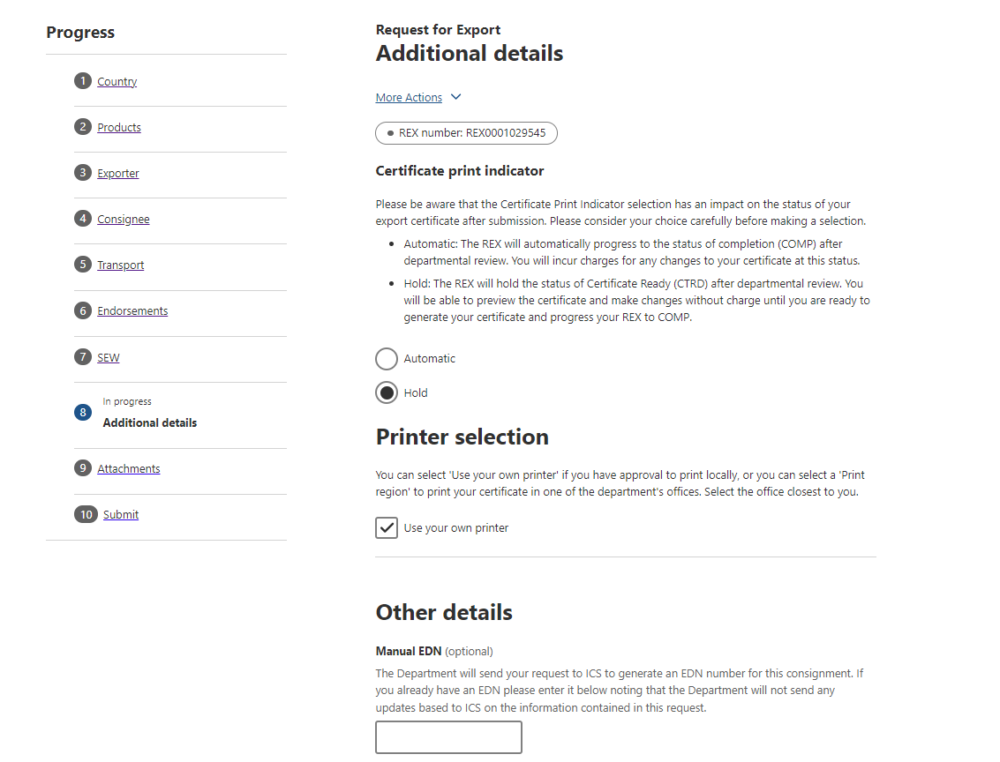 Progress
1 Country
2 Products
3 Exporter
4 Consignee
5 Transport
6 Endorsements
7 SEW
In progress
8 Additional details
9 Attachments
10 Submit
Request for Export
Additional details
More Actions
REX number: REX0001029545
Certificate print indicator
Please be aware that the Certificate Print Indicator selection has an impact on the status of your
export certificate after submission. Please consider your choice carefully before making a selection.
• Automatic: The REX will automatically progress to the status of completion (COMP) after
departmental review. You will incur charges for any changes to your certificate at this status.
• Hold: The REX will hold the status of Certificate Ready (CTRD) after departmental review. You
will be able to preview the certificate and make changes without charge until you are ready to
generate your certificate and progress your REX to COMP.
Automatic
Hold
Printer selection
You can select 'Use your own printer' if you have approval to print locally, or you can select a 'Print
region' to print your certificate in one of the department's offices. Select the office closest to you.
Use your own printer
Other details
Manual EDN (optional)
The Department will send your request to ICS to generate an EDN number for this consignment. If
you already have an EDN please enter it below noting that the Department will not send any
updates based to ICS on the information contained in this request.